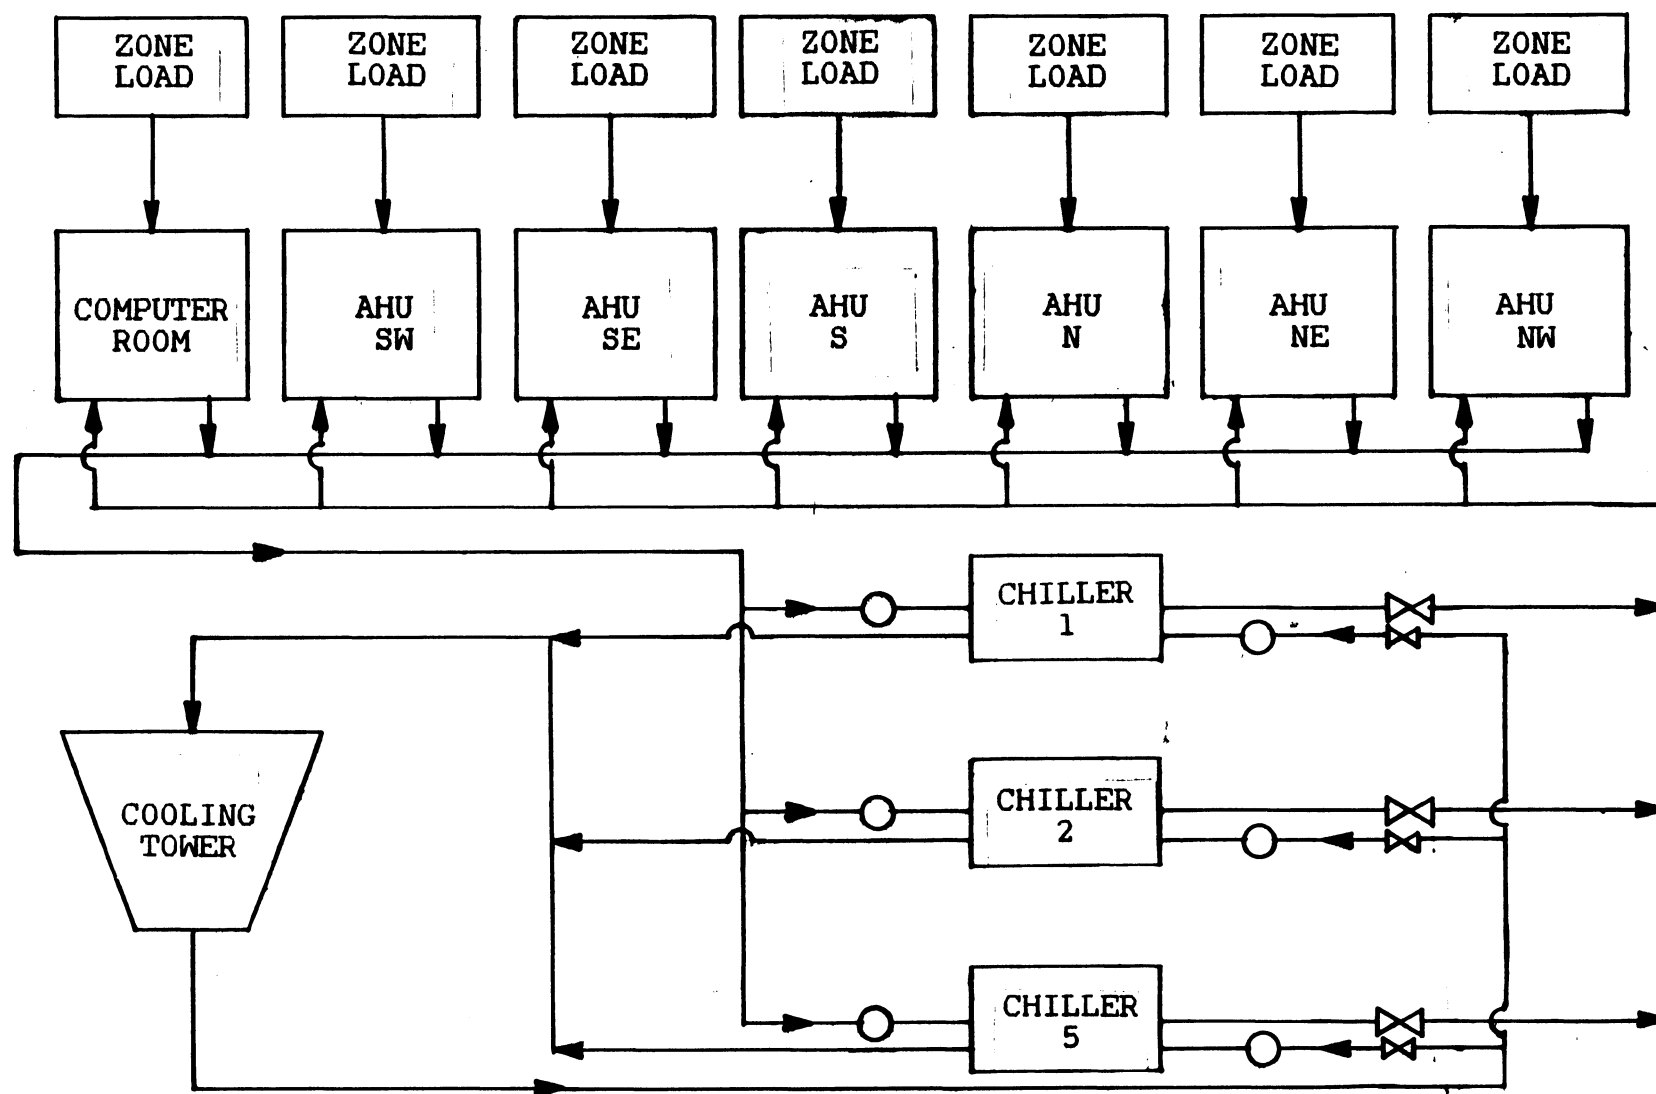 ZONE
LOAD
ZONE
LOAD
ZONE
LOAD
ZONE
LOAD
ZONE
LOAD
ZONE
LOAD
ZONE
LOAD
COMPUTER
ROOM
AHU
SW
AHU
SE
AHU
S
AHU
N
AHU
NE
AHU
NW
CHILLER
1
COOLING
TOWER
CHILLER
2
CHILLER
5